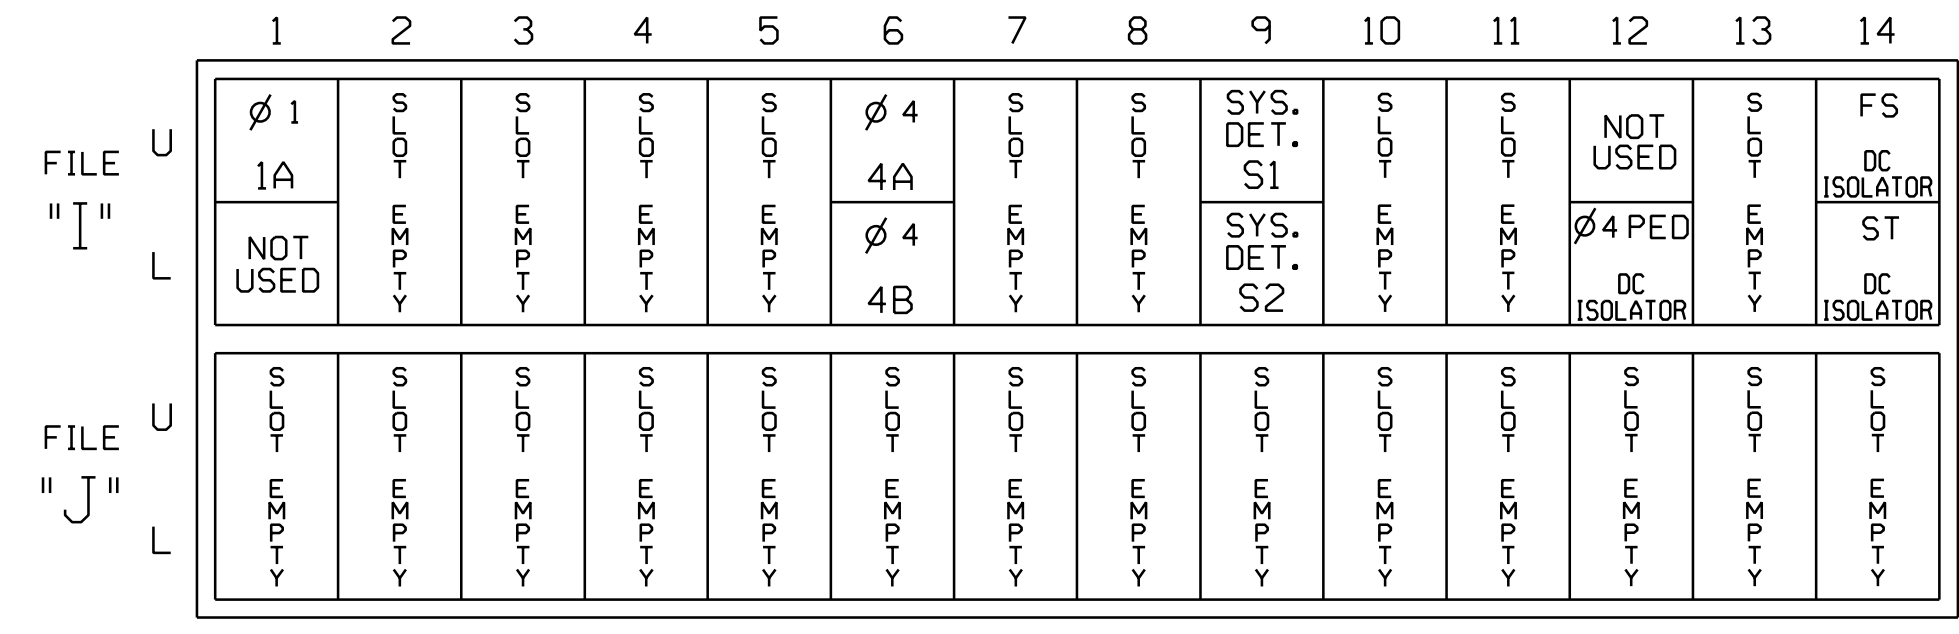 1 2 3 4 5 6 7 8 9 10 11 12 13 14
FILE
"I"
U
L
Ø 1
1A
NOT
USED
SLOT EMPTY
SLOT EMPTY
SLOT EMPTY
SLOT EMPTY
Ø 4
4A
Ø 4
4B
SLOT EMPTY
SLOT EMPTY
SYS.
DET.
S1
SYS.
DET.
S2
SLOT EMPTY
SLOT EMPTY
NOT
USED
Ø 4 PED
DC
ISOLATOR
SLOT EMPTY
FS
DC
ISOLATOR
ST
DC
ISOLATOR
FILE
"J"
U
L
SLOT EMPTY
SLOT EMPTY
SLOT EMPTY
SLOT EMPTY
SLOT EMPTY
SLOT EMPTY
SLOT EMPTY
SLOT EMPTY
SLOT EMPTY
SLOT EMPTY
SLOT EMPTY
SLOT EMPTY
SLOT EMPTY
SLOT EMPTY